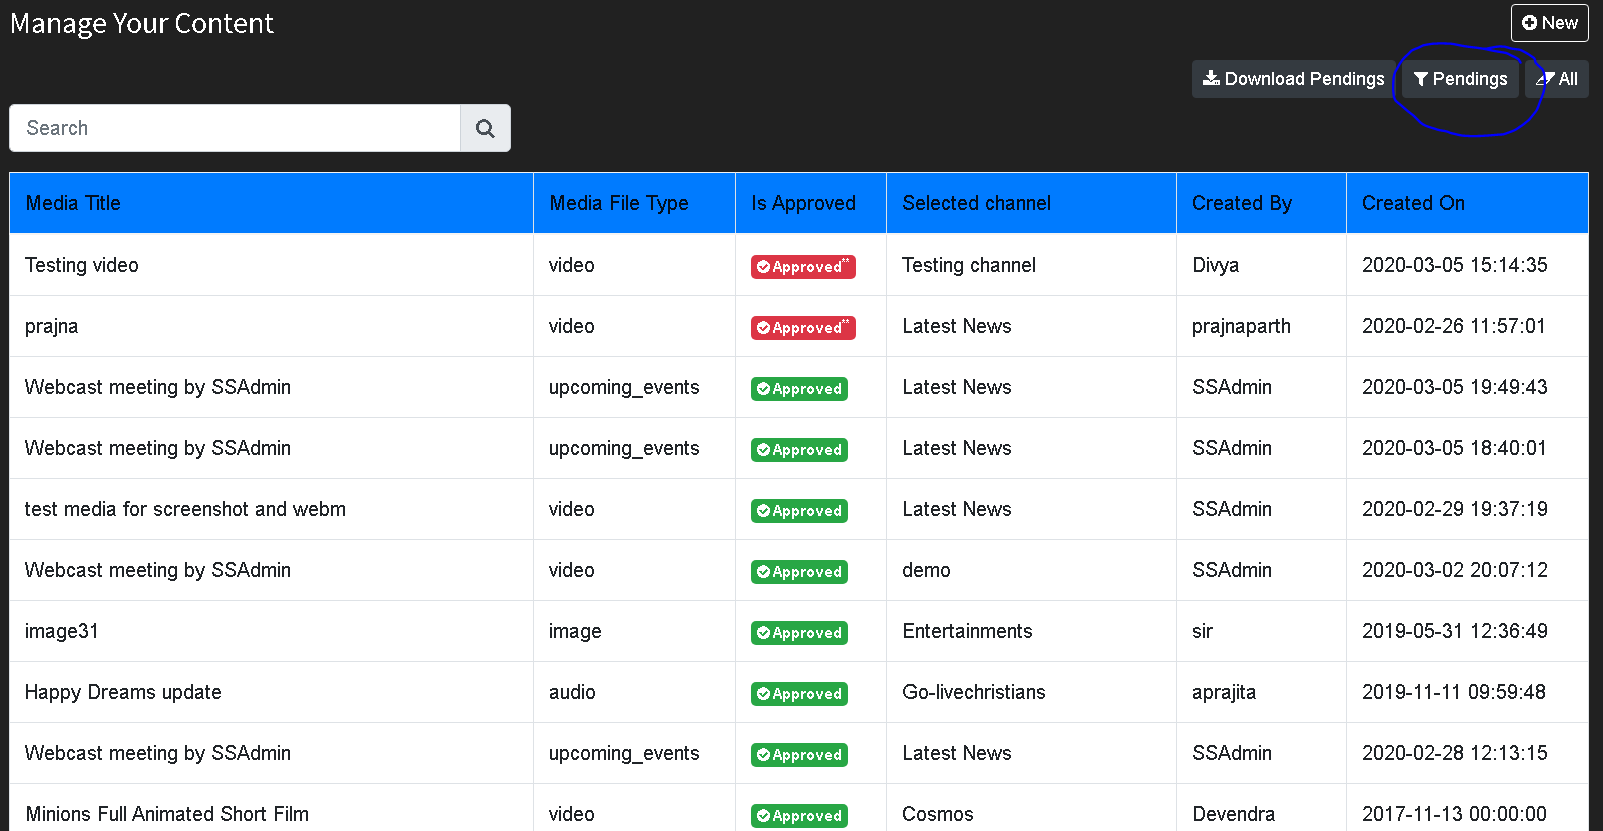 Manage Your Content
New
Download Pendings Pendings All
Search
Media Title Media File Type Is Approved Selected channel Created By Created On
Testing video video Approved** Testing channel Divya 2020-03-05 15:14:35
prajna video Approved** Latest News prajnaparth 2020-02-26 11:57:01
Webcast meeting by SSAdmin upcoming_events Approved Latest News SSAdmin 2020-03-05 19:49:43
Webcast meeting by SSAdmin upcoming_events Approved Latest News SSAdmin 2020-03-05 18:40:01
test media for screenshot and webm video Approved Latest News SSAdmin 2020-02-29 19:37:19
Webcast meeting by SSAdmin video Approved demo SSAdmin 2020-03-02 20:07:12
image31 image Approved Entertainments sir 2019-05-31 12:36:49
Happy Dreams update audio Approved Go-livechristians aprajita 2019-11-11 09:59:48
Webcast meeting by SSAdmin upcoming_events Approved Latest News SSAdmin 2020-02-28 12:13:15
Minions Full Animated Short Film video Approved Cosmos Devendra 2017-11-13 00:00:00